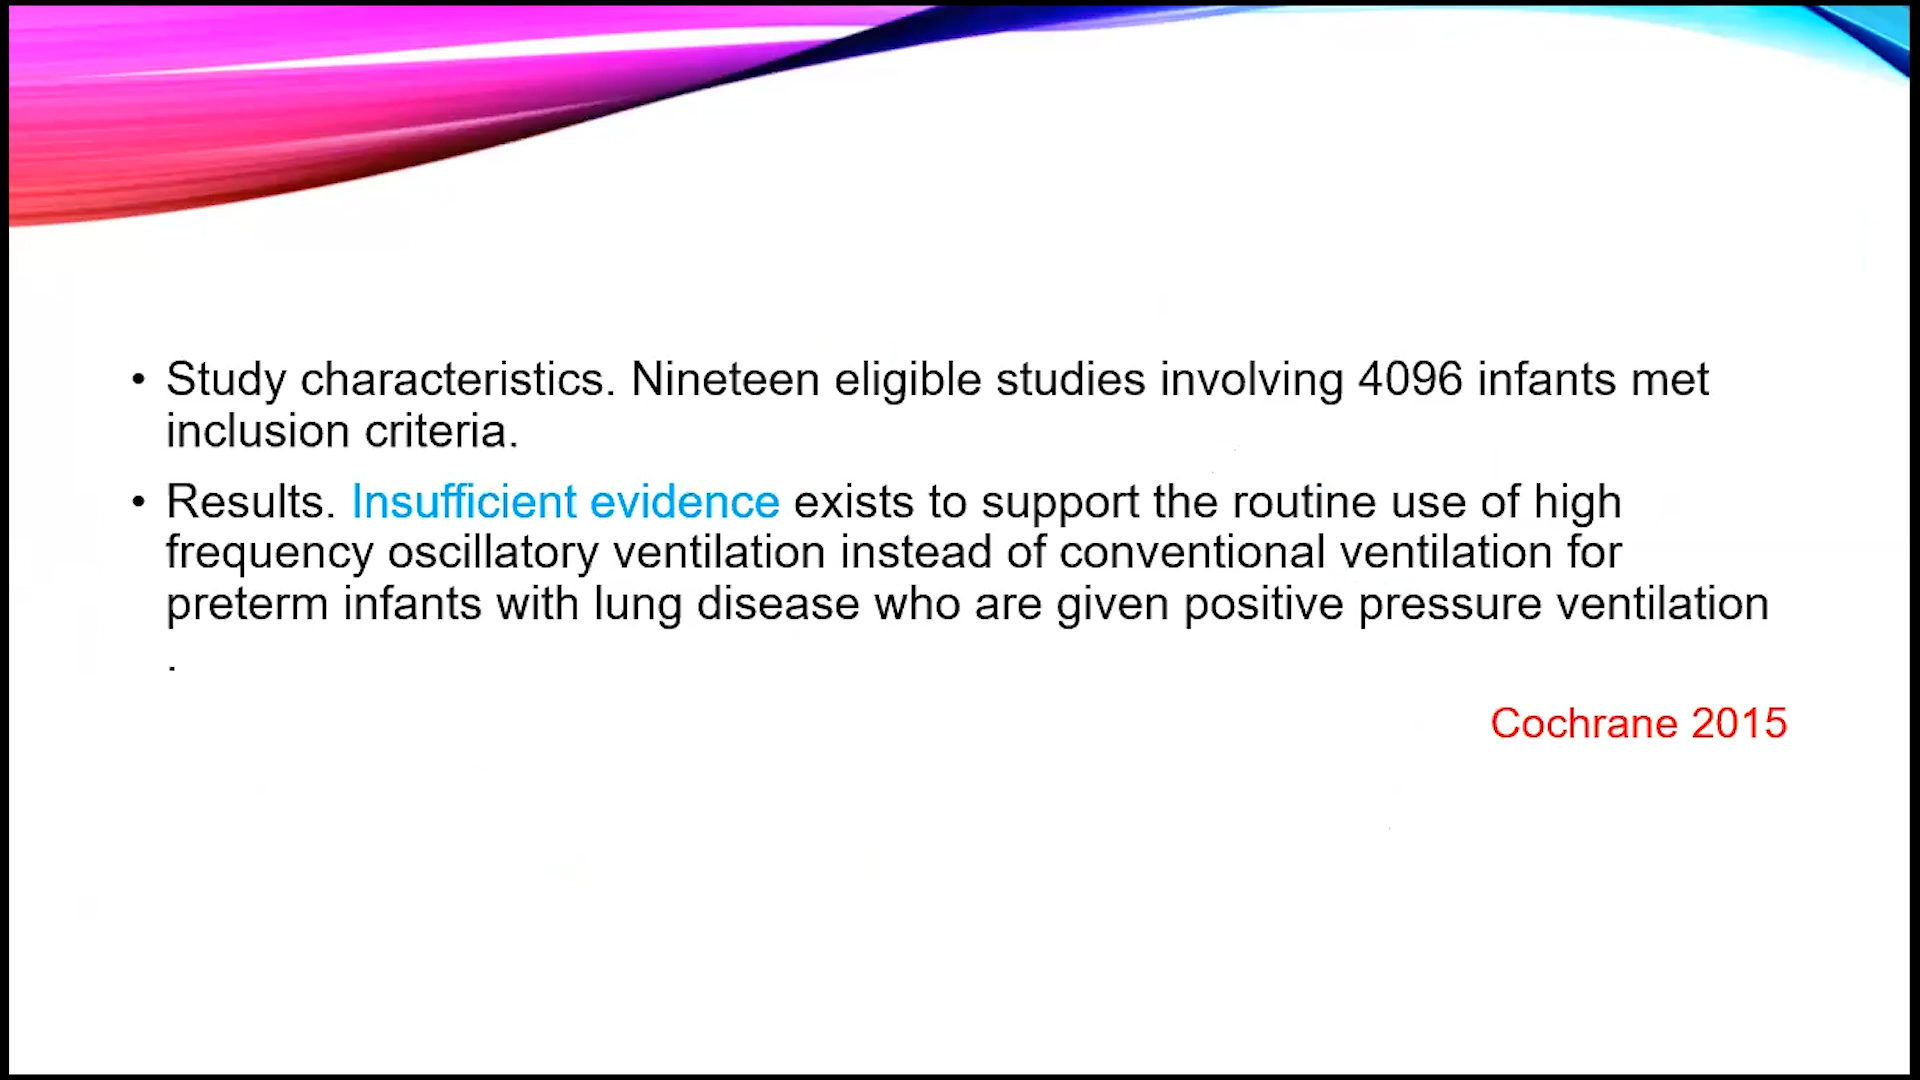 • Study characteristics. Nineteen eligible studies involving 4096 infants met
inclusion criteria.
• Results. Insufficient evidence exists to support the routine use of high
frequency oscillatory ventilation instead of conventional ventilation for
preterm infants with lung disease who are given positive pressure ventilation
.
Cochrane 2015